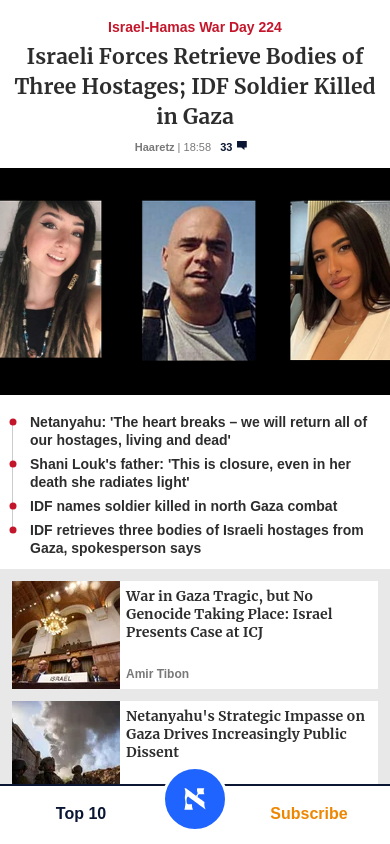 Israel-Hamas War Day 224
Israeli Forces Retrieve Bodies of
Three Hostages; IDF Soldier Killed
in Gaza
Haaretz | 18:58 33
Netanyahu: 'The heart breaks – we will return all of
our hostages, living and dead'
Shani Louk's father: 'This is closure, even in her
death she radiates light'
IDF names soldier killed in north Gaza combat
IDF retrieves three bodies of Israeli hostages from
Gaza, spokesperson says
War in Gaza Tragic, but No
Genocide Taking Place: Israel
Presents Case at ICJ
ISRAEL
Amir Tibon
Netanyahu's Strategic Impasse on
Gaza Drives Increasingly Public
Dissent
Top 10
א
Subscribe